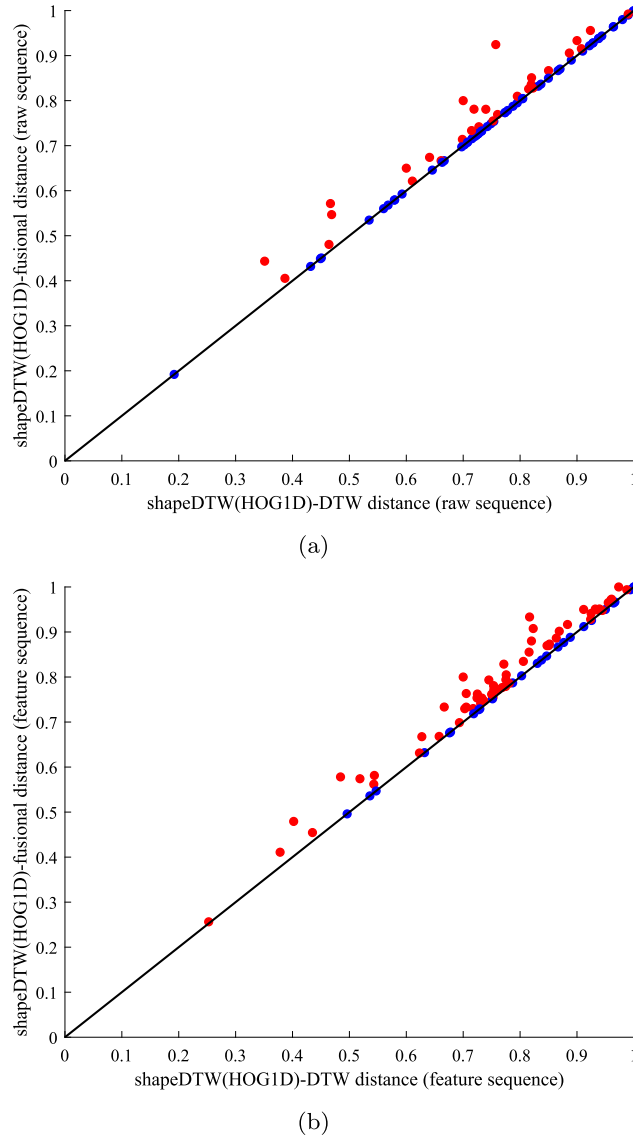 1
0.9
0.8
0.7
0.6
0.5
0.4
0.3
0.2
0.1
0
shapeDTW(HOG1D)-fusional distance (raw sequence)
0 0.1 0.2 0.3 0.4 0.5 0.6 0.7 0.8 0.9 1
shapeDTW(HOG1D)-DTW distance (raw sequence)
(a)
1
0.9
0.8
0.7
0.6
0.5
0.4
0.3
0.2
0.1
0
shapeDTW(HOG1D)-fusional distance (feature sequence)
0 0.1 0.2 0.3 0.4 0.5 0.6 0.7 0.8 0.9 1
shapeDTW(HOG1D)-DTW distance (feature sequence)
(b)